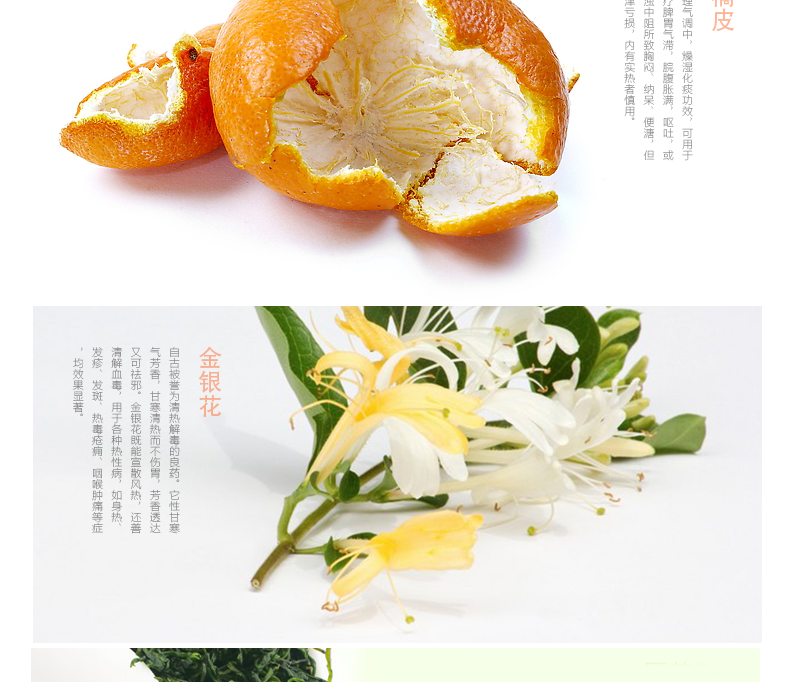 橘皮
理气调中，燥湿化痰功效，可用于
疗脾胃气滞，脘腹胀满，呕吐，或
浊中阻所致胸闷。纳呆、便溏，但
津亏损，内有实热者慎用。
金银花
自古被誉为清热解毒的良药。它性甘寒
气芳香，甘寒清热而不伤胃，芳香透达
又可祛邪。金银花既能宣散风热，还善
清解血毒，用于各种热性病，如身热、
发疹、发斑、热毒疮痈、咽喉肿痛等症
，均效果显著。